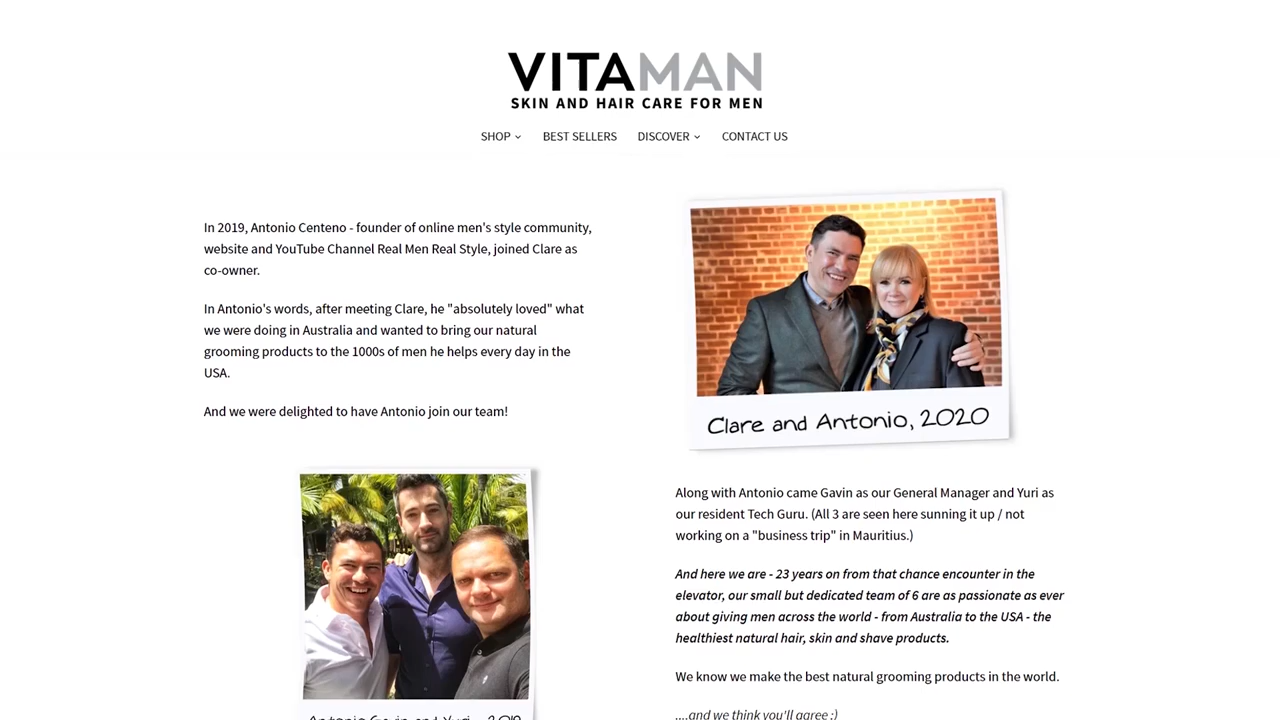 VITAMAN
SKIN AND HAIR CARE FOR MEN
SHOP
BEST SELLERS
DISCOVER
CONTACT US
In 2019, Antonio Centeno - founder of online men's style community,
website and YouTube Channel Real Men Real Style, joined Clare as
co-owner.
In Antonio's words, after meeting Clare, he "absolutely loved" what
we were doing in Australia and wanted to bring our natural
grooming products to the 1000s of men he helps every day in the
USA.
And we were delighted to have Antonio join our team!
Clare and Antonio, 2020
Antonio Gavin and Yuri - 2019
Along with Antonio came Gavin as our General Manager and Yuri as
our resident Tech Guru. (All 3 are seen here sunning it up / not
working on a "business trip" in Mauritius.)
And here we are - 23 years on from that chance encounter in the
elevator, our small but dedicated team of 6 are as passionate as ever
about giving men across the world - from Australia to the USA - the
healthiest natural hair, skin and shave products.
We know we make the best natural grooming products in the world.
....and we think you'll agree :)